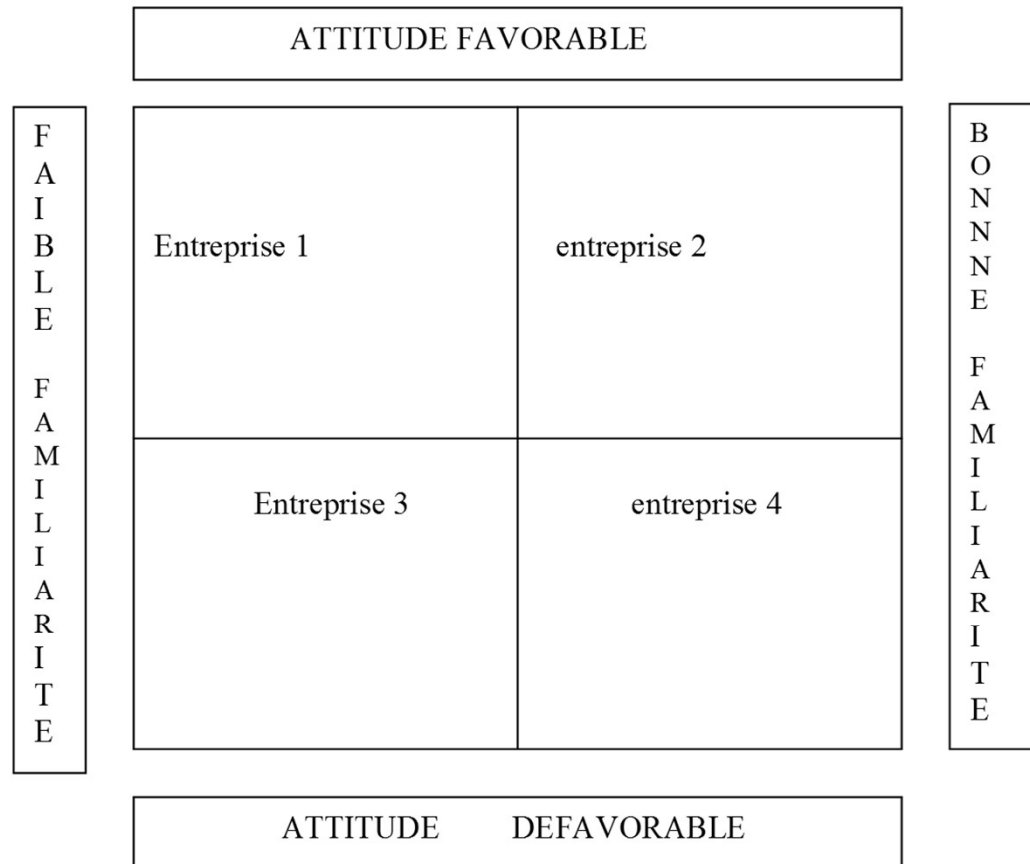 ATTITUDE FAVORABLE
FAIBLE FAMILIARITE
Entreprise 1
entreprise 2
BONNE FAMILIARITE
Entreprise 3
entreprise 4
ATTITUDE DEFAVORABLE